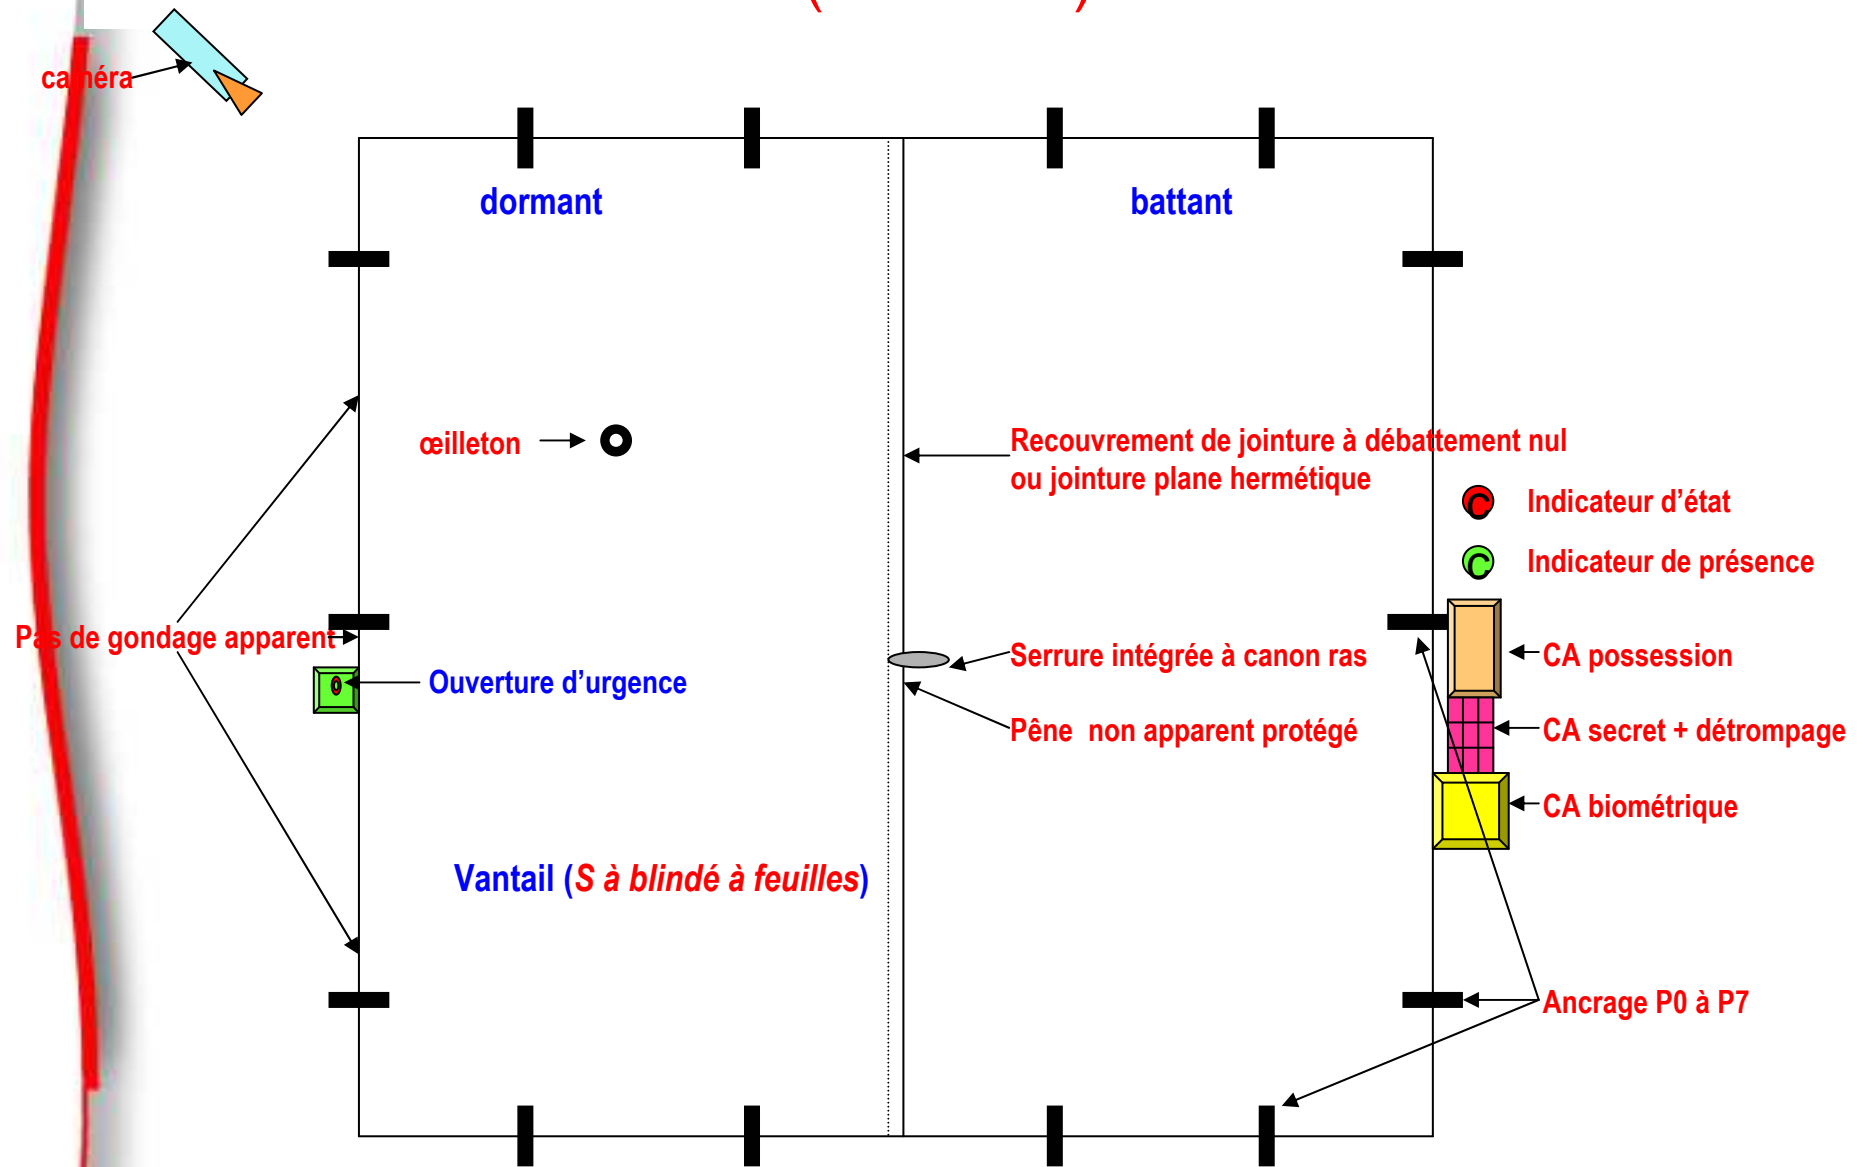 caméra
dormant
battant
œilleton
Recouvrement de jointure à débattement nul
ou jointure plane hermétique
C Indicateur d’état
C Indicateur de présence
Pas de gondage apparent
Serrure intégrée à canon ras
CA possession
0
Ouverture d’urgence
Pêne non apparent protégé
CA secret + détrompage
CA biométrique
Vantail (S à blindé à feuilles)
Ancrage P0 à P7